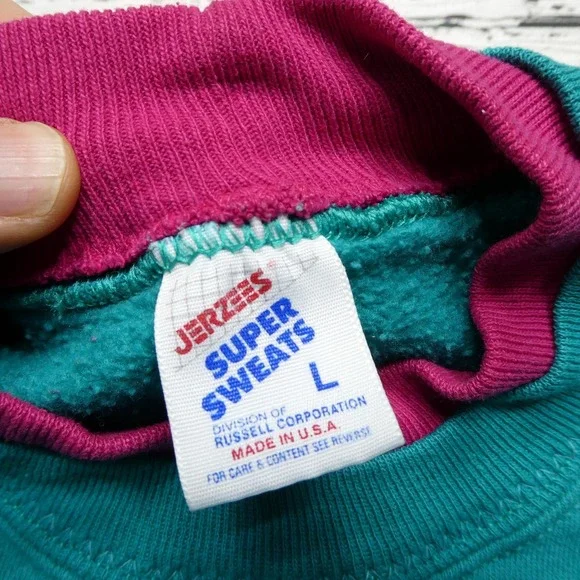 JERZEES
SUPER
SWEATS
L
DIVISION OF
RUSSELL CORPORATION
MADE IN U.S.A.
FOR CARE & CONTENT SEE REVERSE